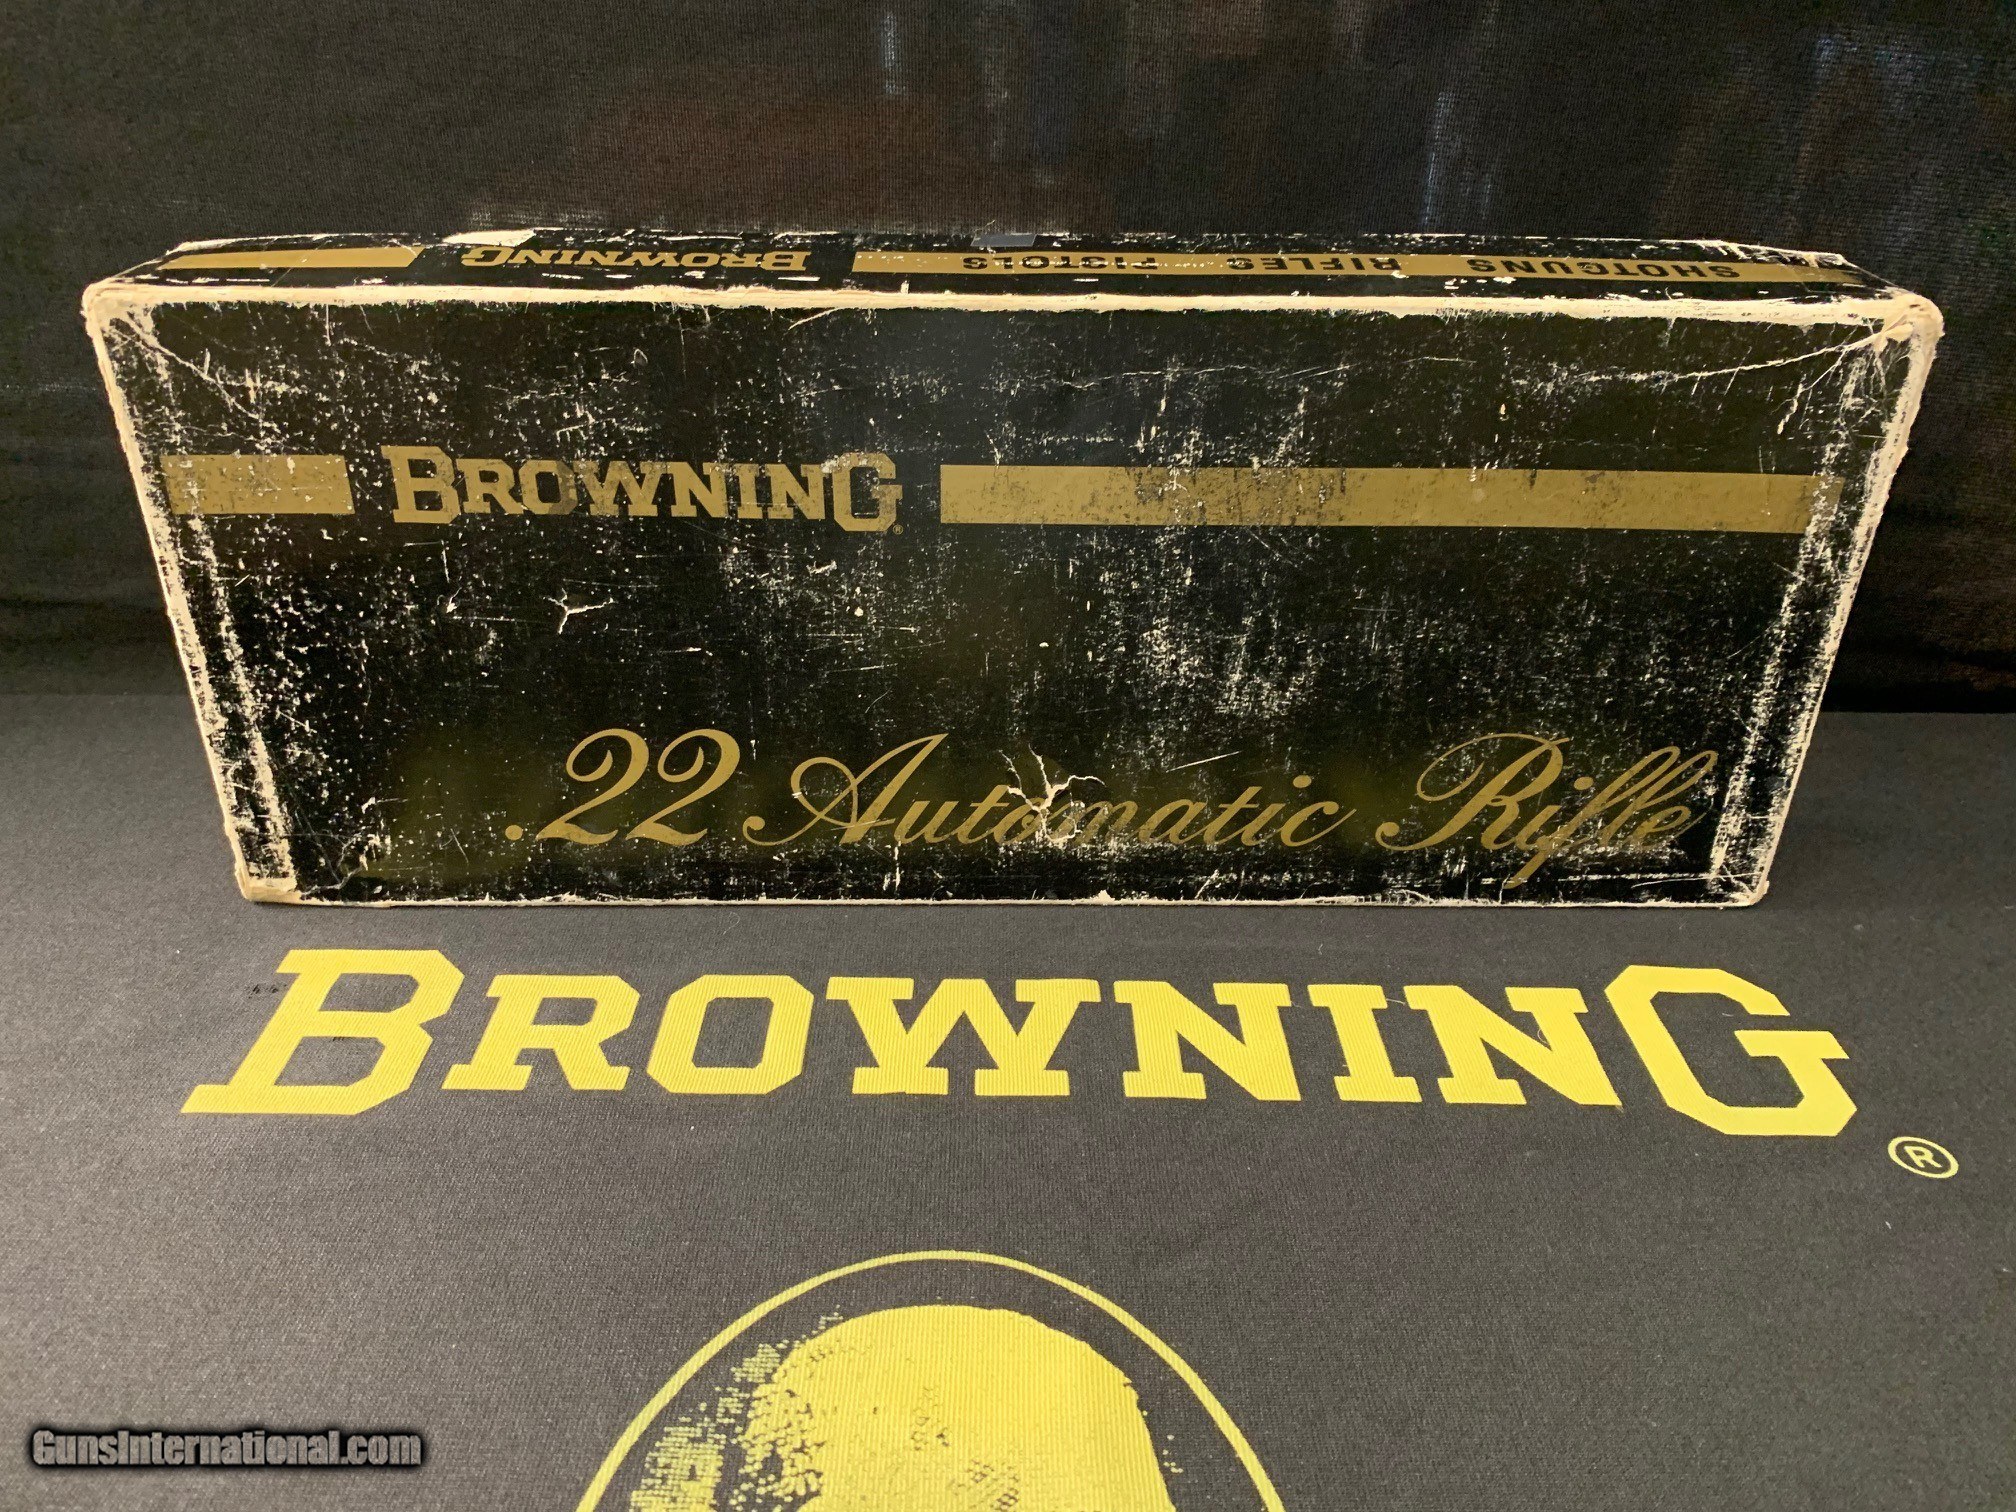 BROWNING SHOTGUNS RIFLES PISTOLS
BROWNING®
.22 Automatic Rifle
BROWNING®
GunsInternational.com